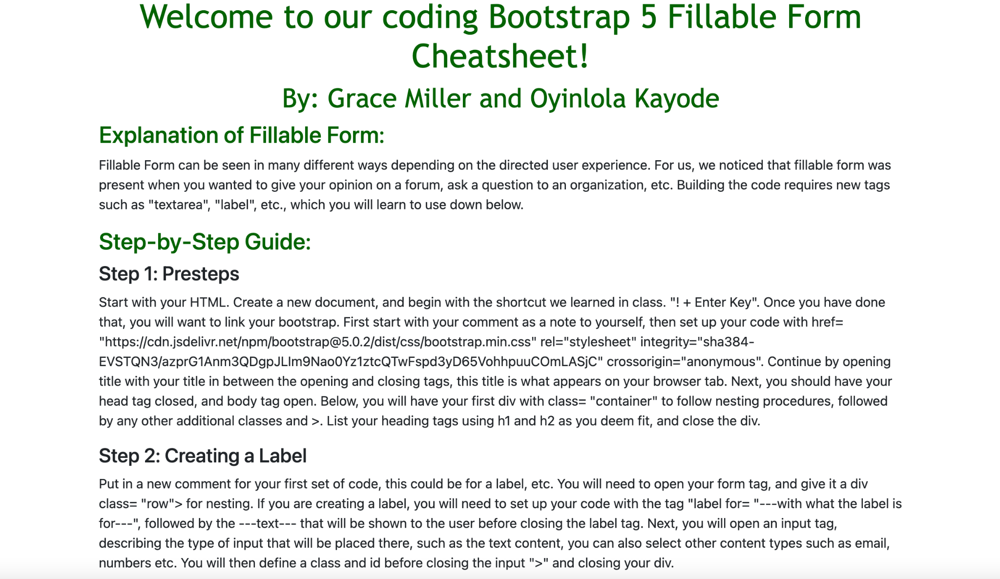 Welcome to our coding Bootstrap 5 Fillable Form
Cheatsheet!
By: Grace Miller and Oyinlola Kayode
Explanation of Fillable Form:
Fillable Form can be seen in many different ways depending on the directed user experience. For us, we noticed that fillable form was
present when you wanted to give your opinion on a forum, ask a question to an organization, etc. Building the code requires new tags
such as "textarea", "label", etc., which you will learn to use down below.
Step-by-Step Guide:
Step 1: Presteps
Start with your HTML. Create a new document, and begin with the shortcut we learned in class. "! + Enter Key". Once you have done
that, you will want to link your bootstrap. First start with your comment as a note to yourself, then set up your code with href=
"https://cdn.jsdelivr.net/npm/bootstrap@5.0.2/dist/css/bootstrap.min.css" rel="stylesheet" integrity="sha384-
EVSTQN3/azprG1Anm3QDgpJLIm9Nao0Yz1ztcQTwFspd3yD65VohhpuuCOmLASjC" crossorigin="anonymous". Continue by opening
title with your title in between the opening and closing tags, this title is what appears on your browser tab. Next, you should have your
head tag closed, and body tag open. Below, you will have your first div with class= "container" to follow nesting procedures, followed
by any other additional classes and >. List your heading tags using h1 and h2 as you deem fit, and close the div.
Step 2: Creating a Label
Put in a new comment for your first set of code, this could be for a label, etc. You will need to open your form tag, and give it a div
class= "row"> for nesting. If you are creating a label, you will need to set up your code with the tag "label for= "---with what the label is
for---", followed by the ---text--- that will be shown to the user before closing the label tag. Next, you will open an input tag,
describing the type of input that will be placed there, such as the text content, you can also select other content types such as email,
numbers etc. You will then define a class and id before closing the input ">" and closing your div.